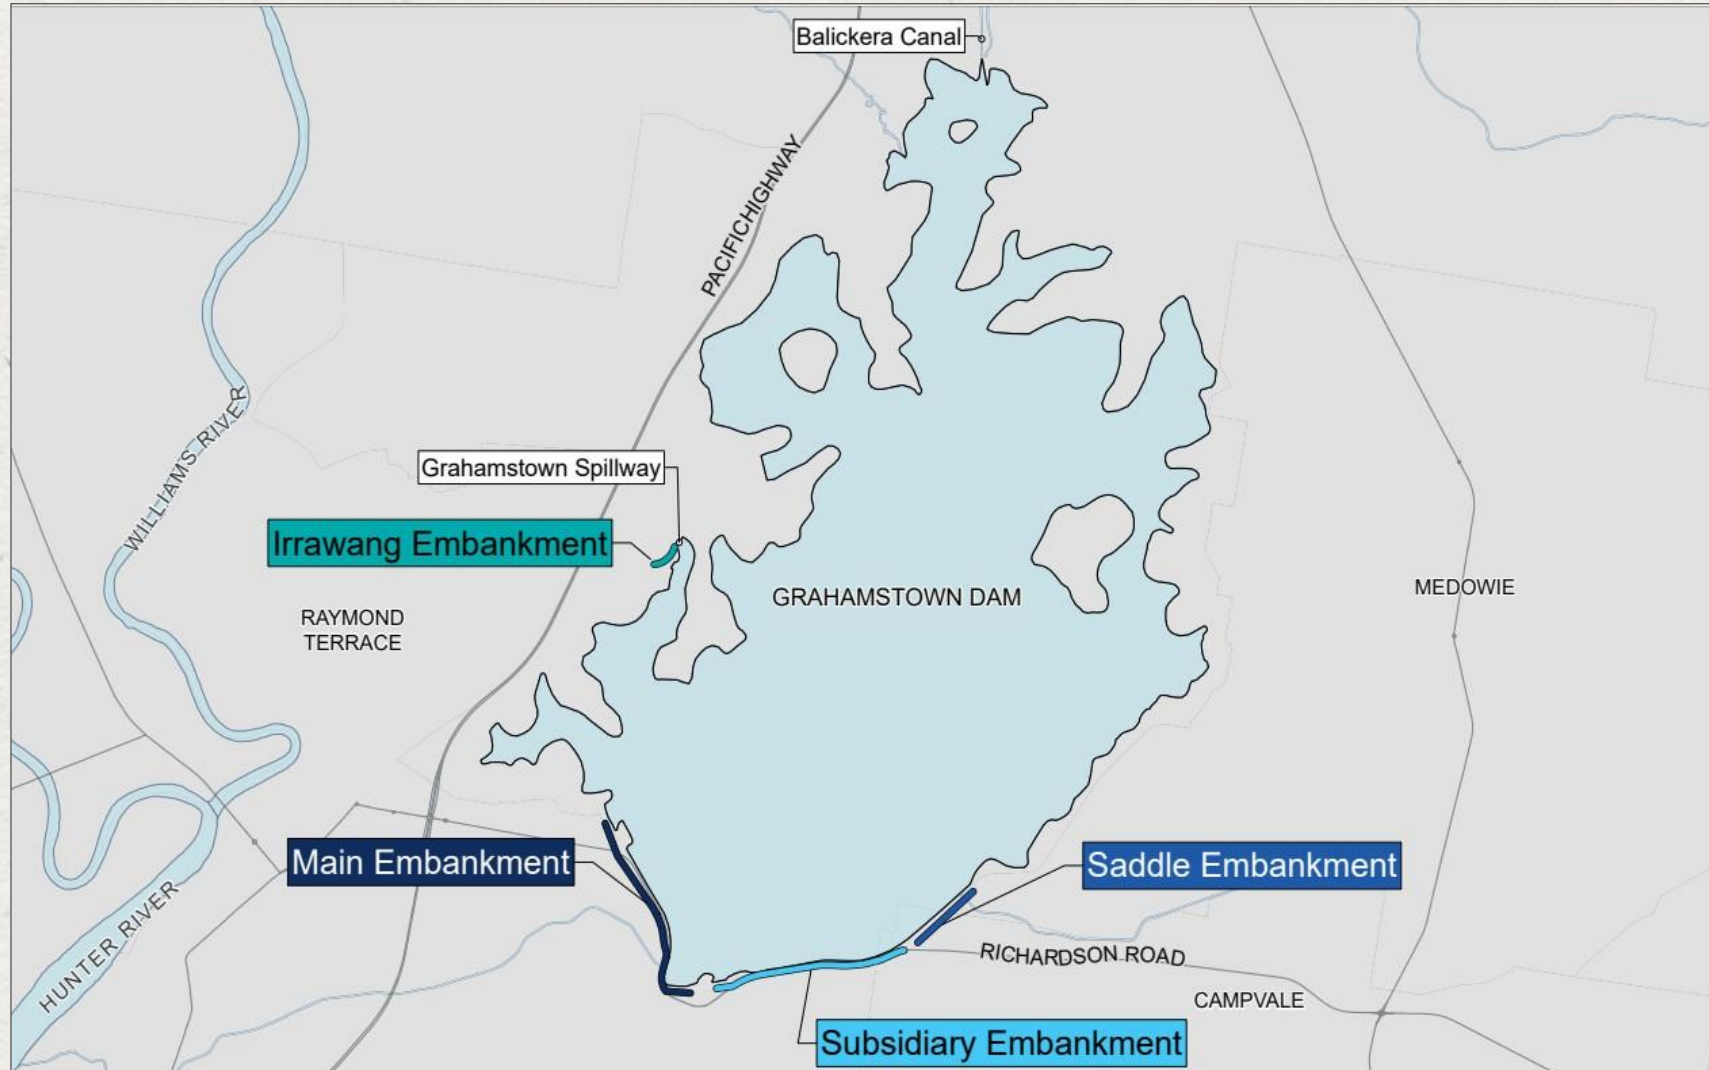 Balickera Canal
PACIFICHIGHWAY
WILLIAMS RIVER
Grahamstown Spillway
Irrawang Embankment
GRAHAMSTOWN DAM
MEDOWIE
RAYMOND
TERRACE
Main Embankment
Saddle Embankment
HUNTER RIVER
RICHARDSON ROAD
CAMPVALE
Subsidiary Embankment